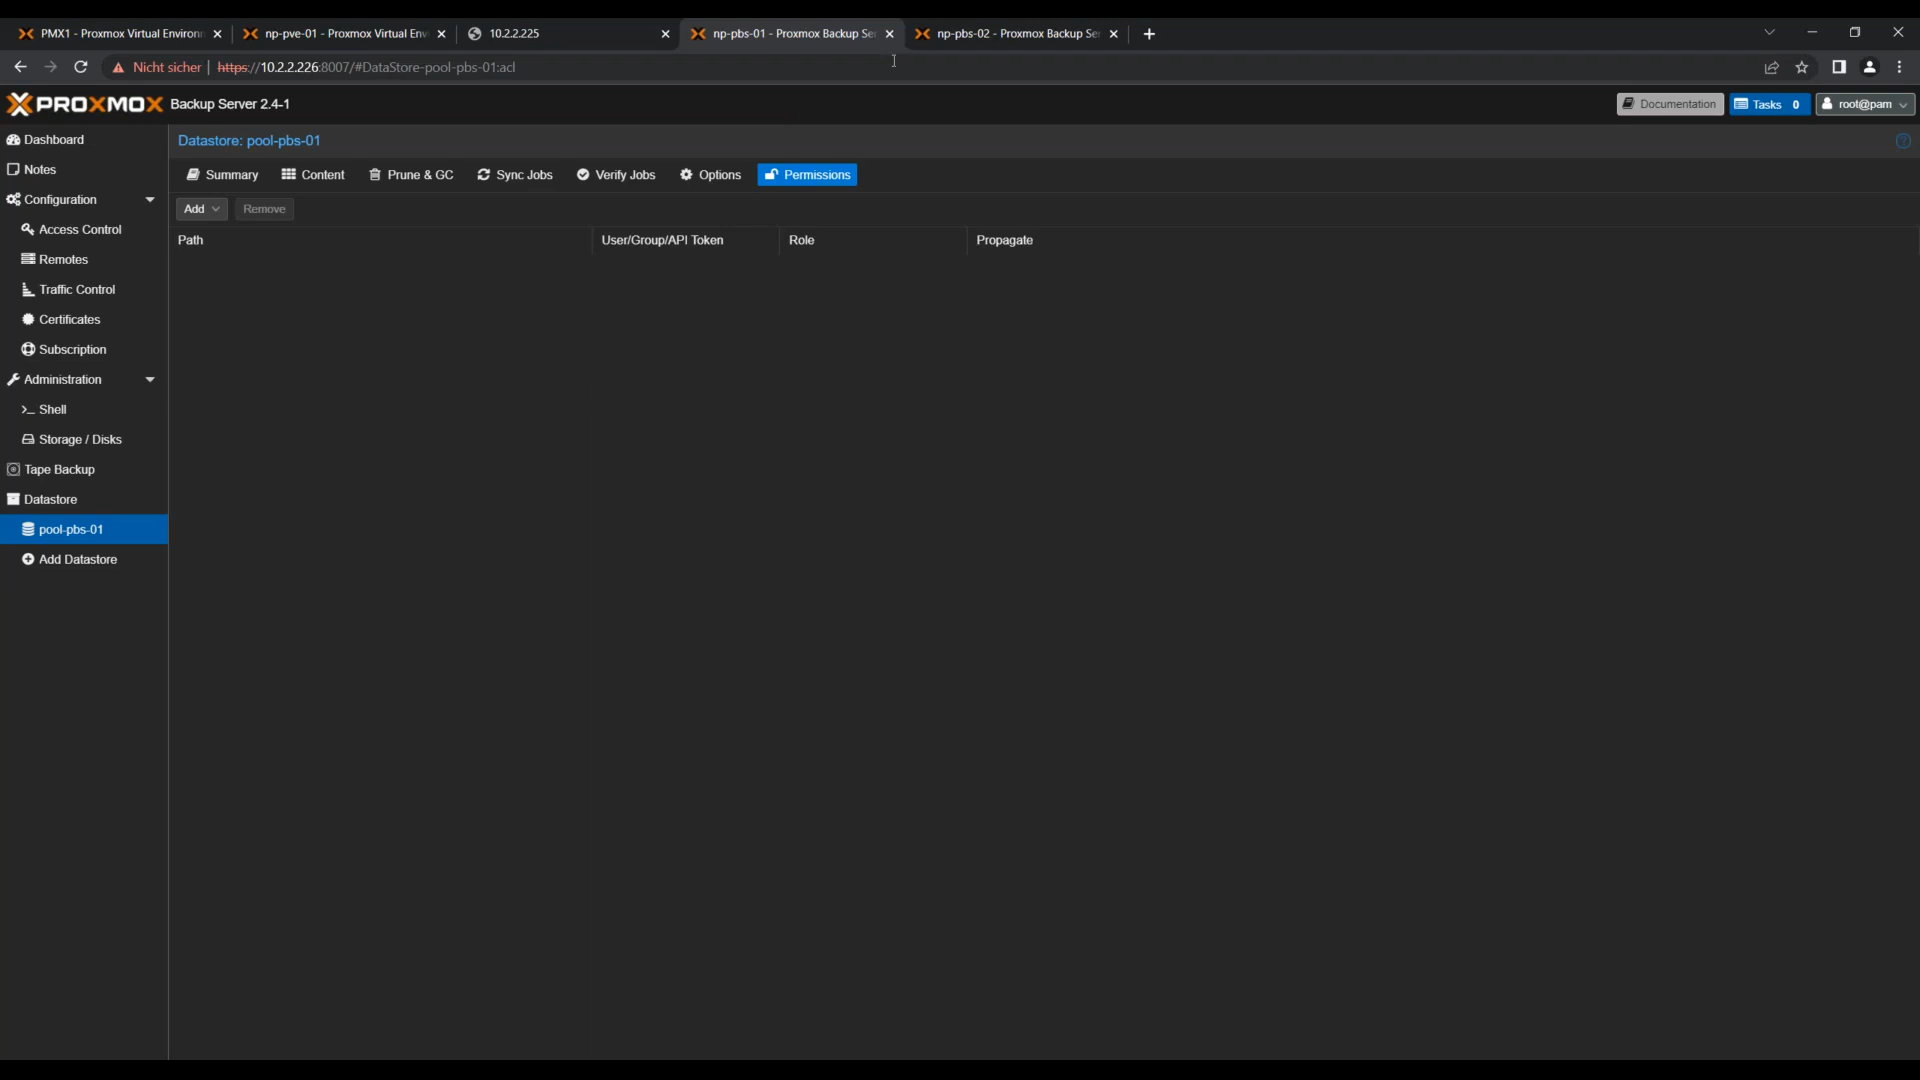 PMX1 - Proxmox Virtual Environ
np-pve-01 - Proxmox Virtual Env
10.2.2.225
np-pbs-01 - Proxmox Backup Se
np-pbs-02 - Proxmox Backup Se
Nicht sicher
https://10.2.2.226:8007/#DataStore-pool-pbs-01:acl
PROXMOX Backup Server 2.4-1
Documentation
Tasks 0
root@pam
Dashboard
Notes
Configuration
Access Control
Remotes
Traffic Control
Certificates
Subscription
Administration
Shell
Storage / Disks
Tape Backup
Datastore
pool-pbs-01
Add Datastore
Datastore: pool-pbs-01
Summary
Content
Prune & GC
Sync Jobs
Verify Jobs
Options
Permissions
Add
Remove
Path
User/Group/API Token
Role
Propagate